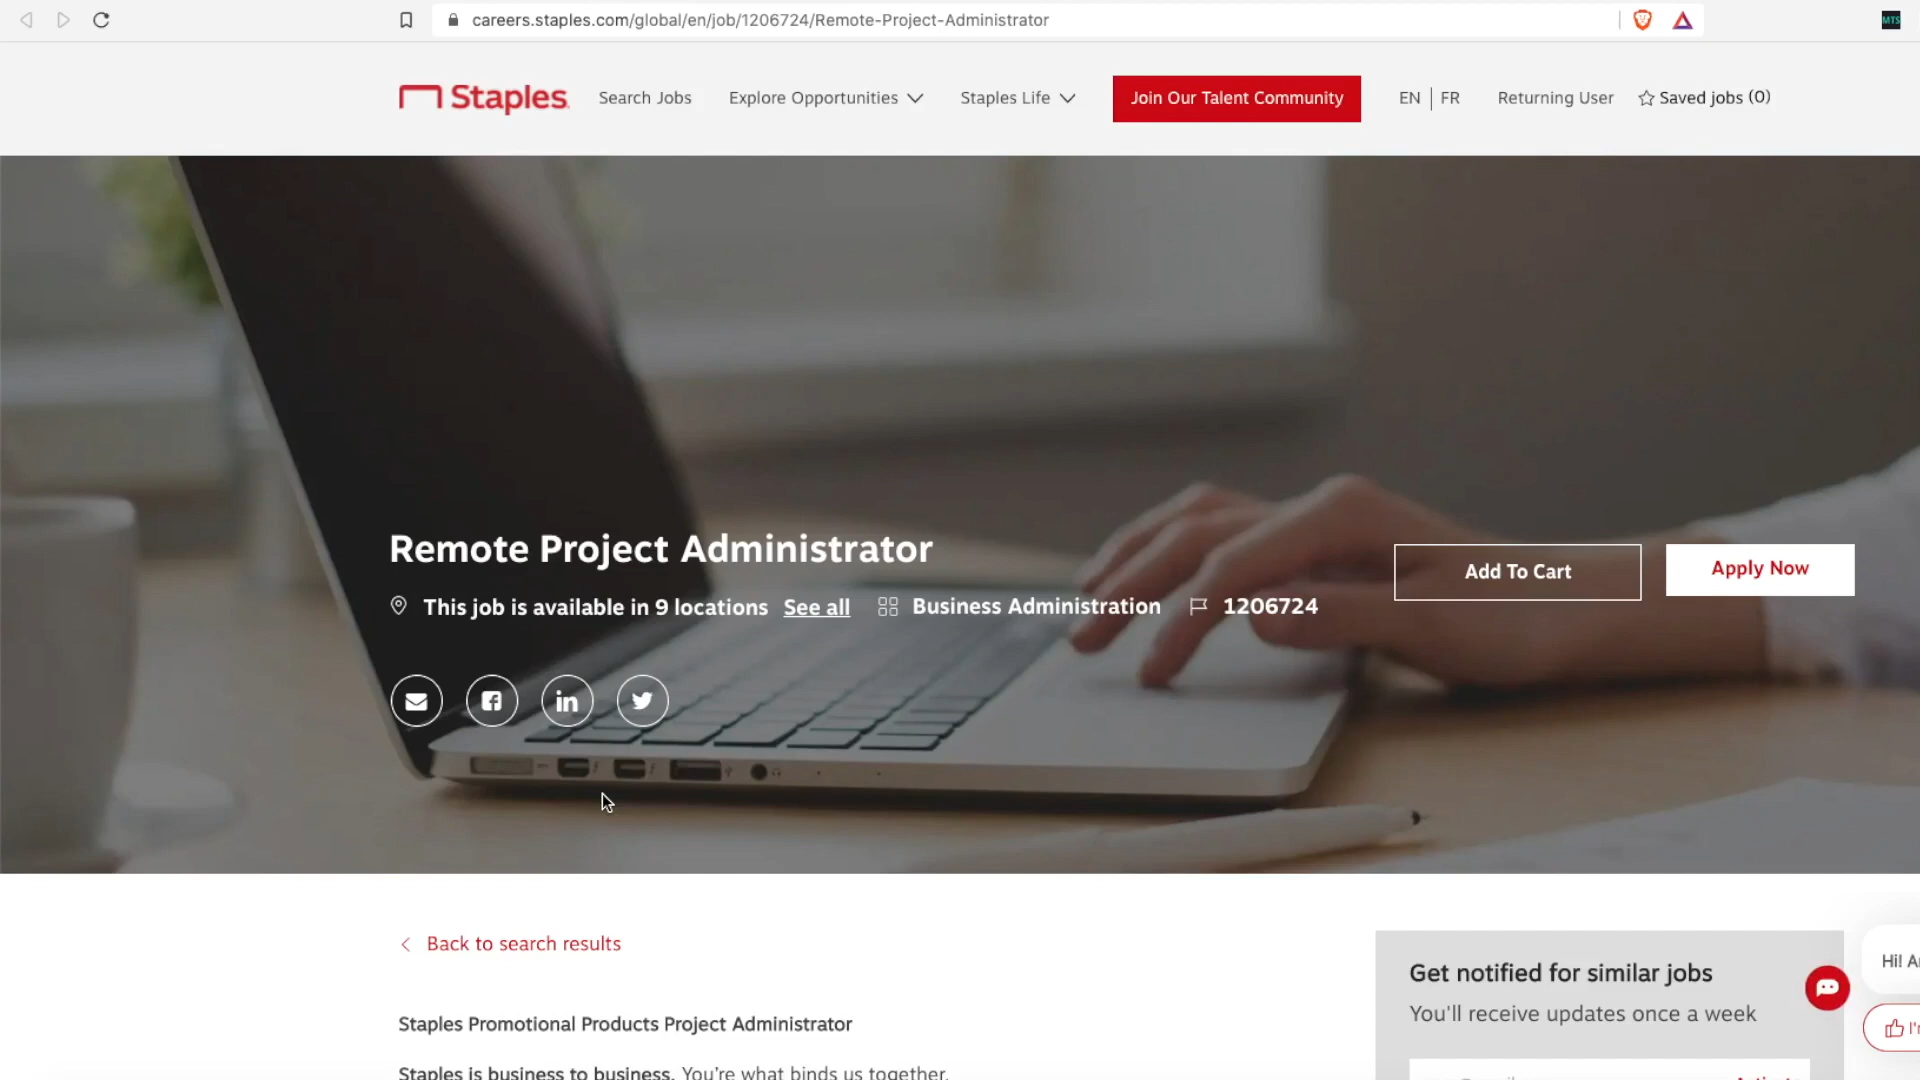 careers.staples.com/global/en/job/1206724/Remote-Project-Administrator
MTS
Staples
Search Jobs
Explore Opportunities
Staples Life
Join Our Talent Community
EN | FR
Returning User
Saved jobs (0)
Remote Project Administrator
This job is available in 9 locations See all
Business Administration
1206724
Add To Cart
Apply Now
Back to search results
Staples Promotional Products Project Administrator
Staples is business to business. You're what binds us together.
Get notified for similar jobs
You'll receive updates once a week
Hi!